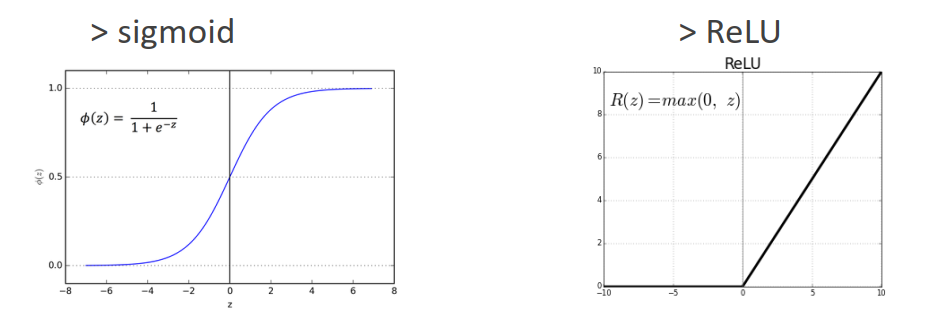 > sigmoid
1.0
ϕ(z) = 1 / 1 + e^−z
0.5
ϕ(z)
0.0
−8 −6 −4 −2 0 2 4 6 8
z
> ReLU
ReLU
10
R(z) =max(0, z)
8
6
4
2
0
−10 −5 0 5 10